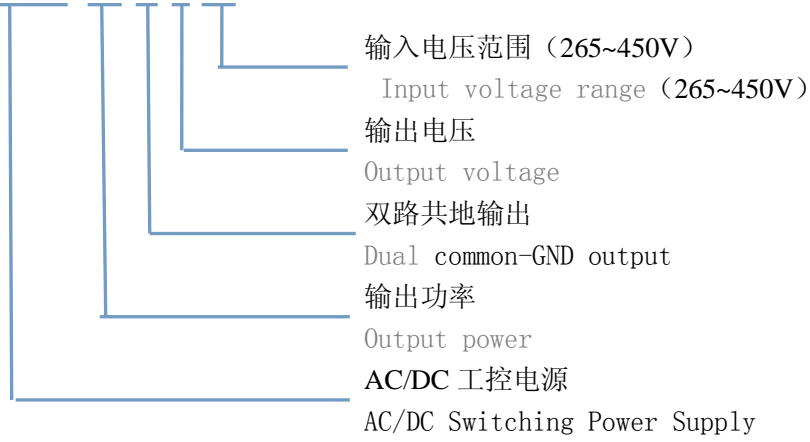 输入电压范围（265~450V）
Input voltage range（265~450V）
输出电压
Output voltage
双路共地输出
Dual common-GND output
输出功率
Output power
AC/DC 工控电源
AC/DC Switching Power Supply